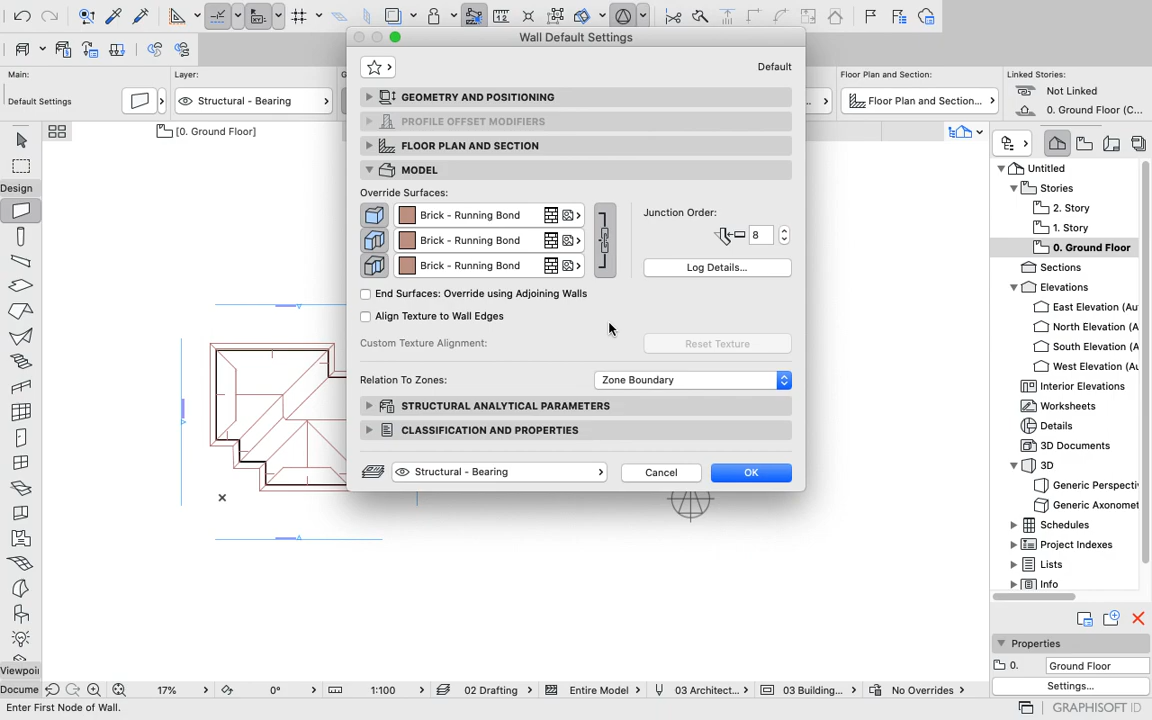 Wall Default Settings
Main:
Layer:
Floor Plan and Section:
Linked Stories:
Default Settings
Structural - Bearing
Floor Plan and Section...
Not Linked
0. Ground Floor (C...
[0. Ground Floor]
Default
GEOMETRY AND POSITIONING
PROFILE OFFSET MODIFIERS
FLOOR PLAN AND SECTION
MODEL
Override Surfaces:
Brick - Running Bond
Brick - Running Bond
Brick - Running Bond
Junction Order:
8
Log Details...
End Surfaces: Override using Adjoining Walls
Align Texture to Wall Edges
Custom Texture Alignment:
Reset Texture
Relation To Zones:
Zone Boundary
STRUCTURAL ANALYTICAL PARAMETERS
CLASSIFICATION AND PROPERTIES
Structural - Bearing
Cancel
OK
Design
Viewpoi
Docume
Untitled
Stories
2. Story
1. Story
0. Ground Floor
Sections
Elevations
East Elevation (Au
North Elevation (A
South Elevation (A
West Elevation (Au
Interior Elevations
Worksheets
Details
3D Documents
3D
Generic Perspecti
Generic Axonomet
Schedules
Project Indexes
Lists
Info
Properties
0.
Ground Floor
Settings...
17%
0°
1:100
02 Drafting
Entire Model
03 Architect...
03 Building...
No Overrides
Enter First Node of Wall.
GRAPHISOFT ID